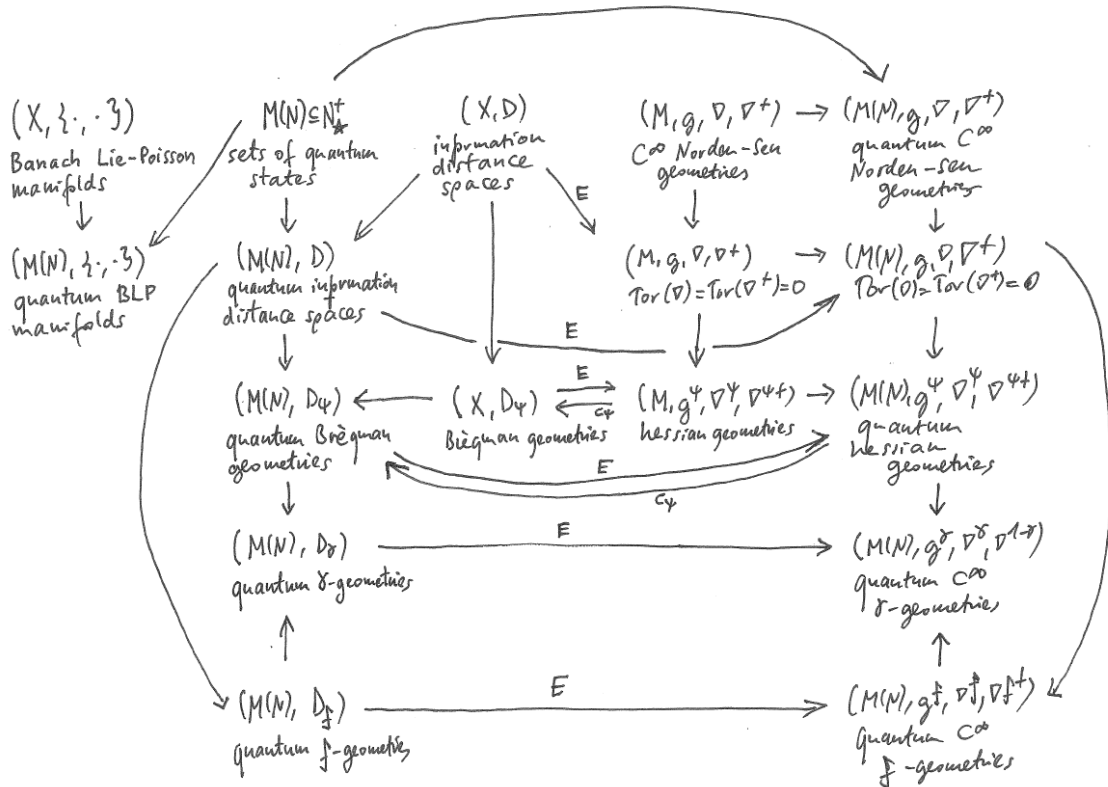 (X, {·, ·})
Banach Lie-Poisson
manifolds
M(N)⊆N⋆⁺
sets of quantum
states
(X, D)
information
distance
spaces
(M, g, ∇, ∇†)
C∞ Norden-Sen
geometries
(M(N), g, ∇, ∇†)
quantum C∞
Norden-Sen
geometries
E
(M(N), {·, ·})
quantum BLP
manifolds
(M(N), D)
quantum information
distance spaces
(M, g, ∇, ∇†)
Tor(∇)=Tor(∇†)=0
(M(N), g, ∇, ∇†)
Tor(∇)=Tor(∇†)=0
E
(M(N), DΨ)
quantum Brègman
geometries
(X, DΨ)
Brègman geometries
E
cψ
(M, gΨ, ∇Ψ, ∇Ψ†)
hessian geometries
(M(N), gΨ, ∇Ψ, ∇Ψ†)
quantum
hessian
geometries
E
cψ
(M(N), Dγ)
quantum γ-geometries
E
(M(N), gγ, ∇γ, ∇1-γ)
quantum C∞
γ-geometries
(M(N), Df)
quantum f-geometries
E
(M(N), gf, ∇f, ∇f†)
quantum C∞
f-geometries